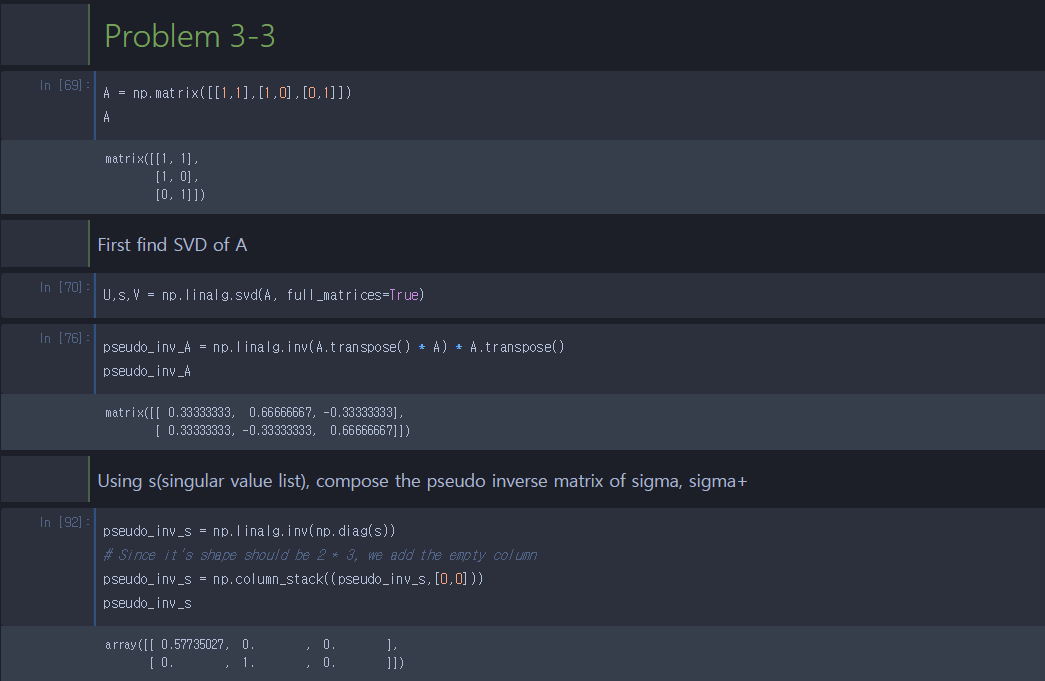 Problem 3-3
In [69]:
A = np.matrix([[1,1],[1,0],[0,1]])
A
matrix([[1, 1],
        [1, 0],
        [0, 1]])
First find SVD of A
In [70]:
U,s,V = np.linalg.svd(A, full_matrices=True)
In [76]:
pseudo_inv_A = np.linalg.inv(A.transpose() * A) * A.transpose()
pseudo_inv_A
matrix([[ 0.33333333,  0.66666667, -0.33333333],
        [ 0.33333333, -0.33333333,  0.66666667]])
Using s(singular value list), compose the pseudo inverse matrix of sigma, sigma+
In [92]:
pseudo_inv_s = np.linalg.inv(np.diag(s))
# Since it's shape should be 2 * 3, we add the empty column
pseudo_inv_s = np.column_stack((pseudo_inv_s,[0,0]))
pseudo_inv_s
array([[ 0.57735027,  0.        ,  0.        ],
       [ 0.        ,  1.        ,  0.        ]])